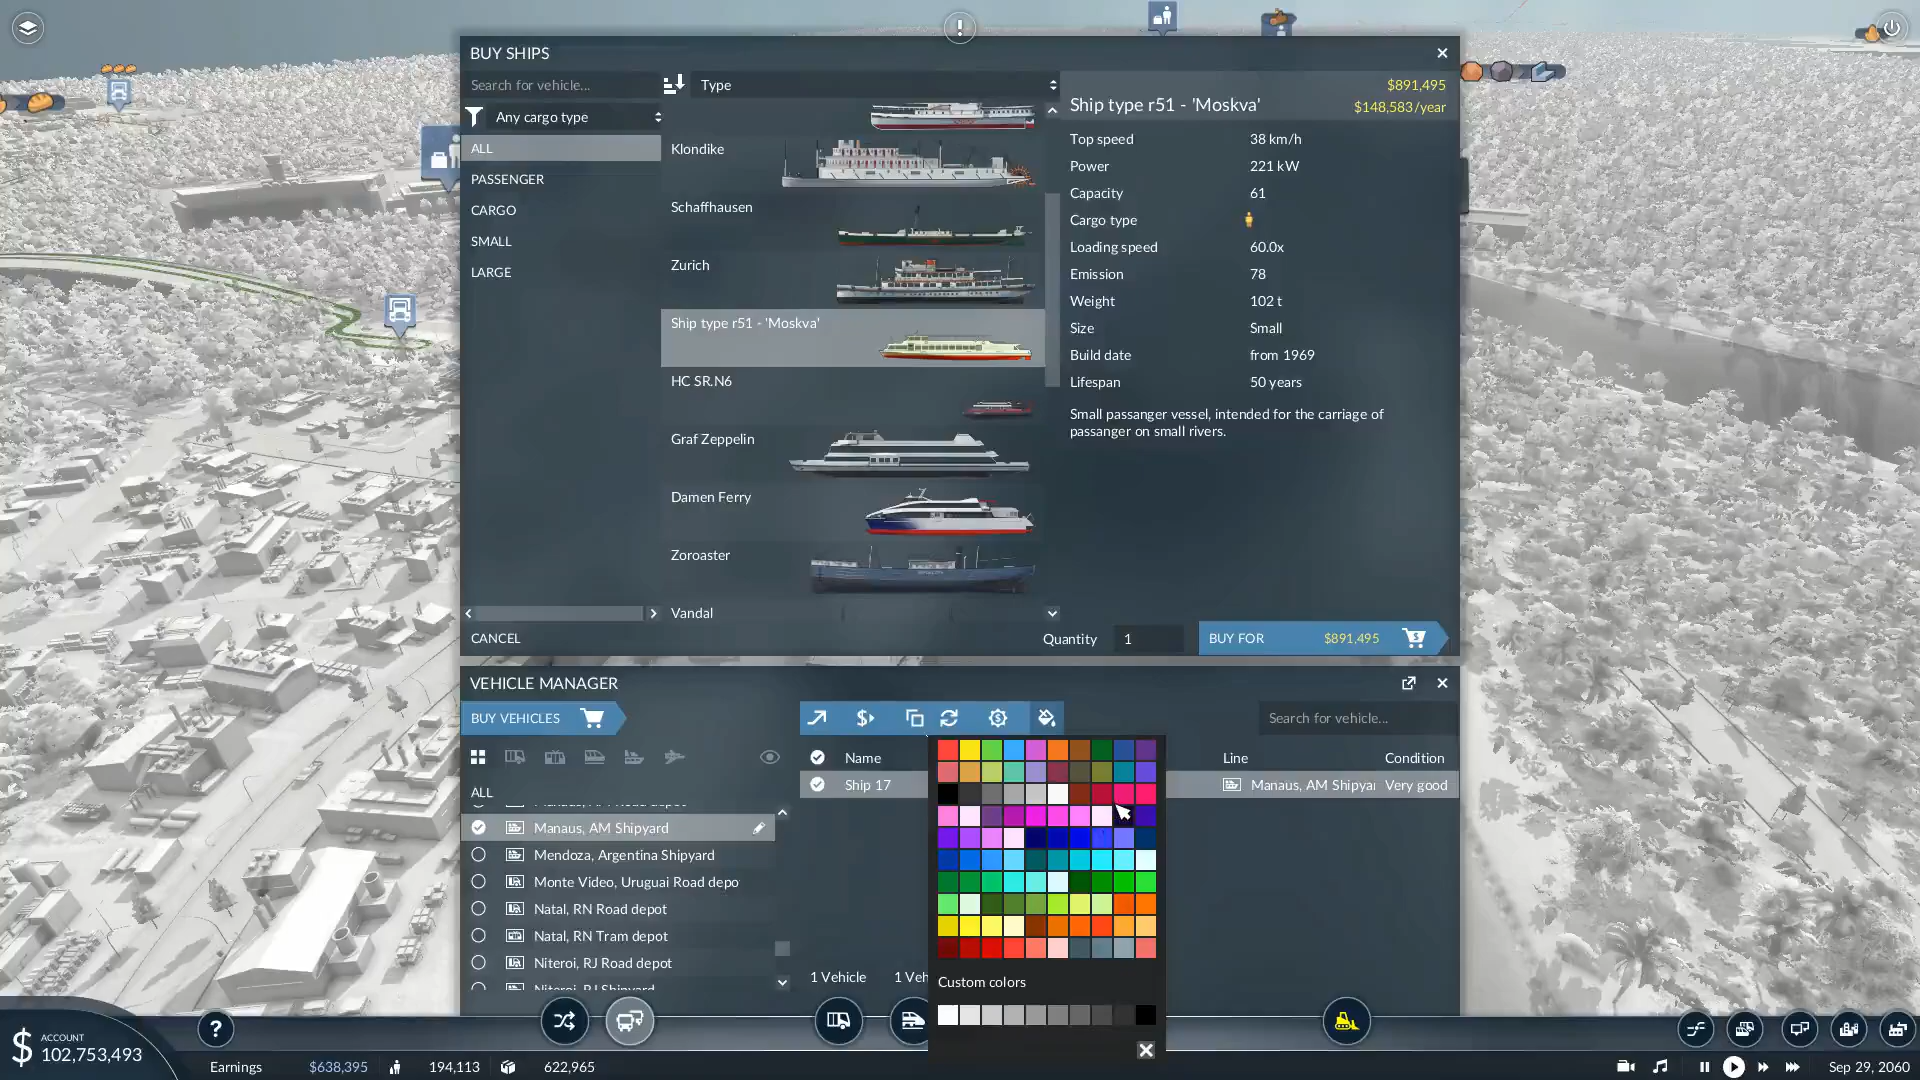 BUY SHIPS
Search for vehicle...
Type
Any cargo type
ALL
PASSENGER
CARGO
SMALL
LARGE
Klondike
Schaffhausen
Zurich
Ship type r51 - 'Moskva'
HC SR.N6
Graf Zeppelin
Damen Ferry
Zoroaster
Vandal
Ship type r51 - 'Moskva'
$891,495
$148,583/year
Top speed 38 km/h
Power 221 kW
Capacity 61
Cargo type
Loading speed 60.0x
Emission 78
Weight 102 t
Size Small
Build date from 1969
Lifespan 50 years
Small passanger vessel, intended for the carriage of
passanger on small rivers.
CANCEL
Quantity 1
BUY FOR $891,495
VEHICLE MANAGER
BUY VEHICLES
Search for vehicle...
ALL
Manaus, AM Shipyard
Mendoza, Argentina Shipyard
Monte Video, Uruguai Road depo
Natal, RN Road depot
Natal, RN Tram depot
Niteroi, RJ Road depot
Niteroi, RJ Shipyard
Name Line Condition
Ship 17 Manaus, AM Shipyar Very good
1 Vehicle 1 Veh
Custom colors
$ ACCOUNT
102,753,493
?
Earnings $638,395 194,113 622,965
Sep 29, 2060